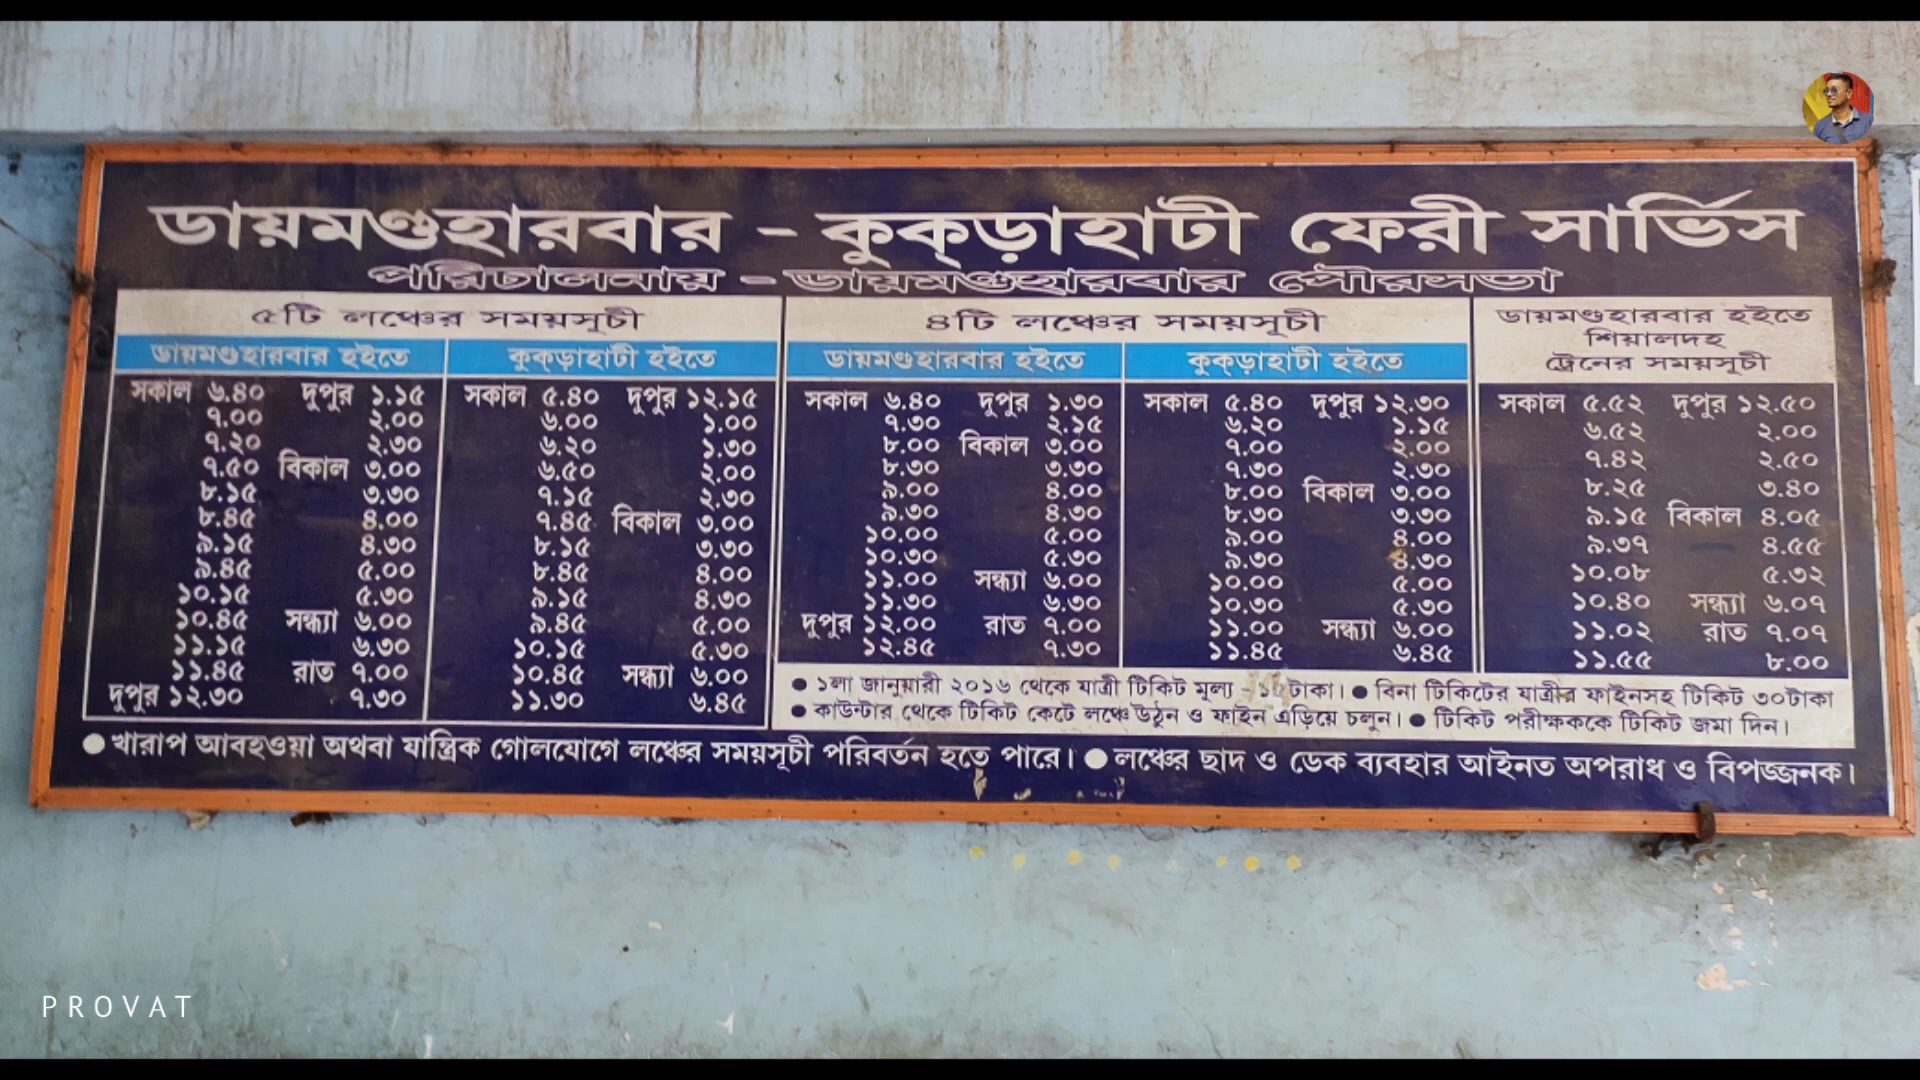 ডায়মণ্ডহারবার - কুক্‌ড়াহাটী ফেরী সার্ভিস
পরিচালনায় - ডায়মণ্ডহারবার পৌরসভা
৫টি লঞ্চের সময়সূচী
ডায়মণ্ডহারবার হইতে
সকাল ৬.৪০ দুপুর ১.১৫
৭.০০ ২.০০
৭.২০ ২.৩০
৭.৫০ বিকাল ৩.০০
৮.১৫ ৩.৩০
৮.৪৫ ৪.০০
৯.১৫ ৪.৩০
৯.৪৫ ৫.০০
১০.১৫ ৫.৩০
১০.৪৫ সন্ধ্যা ৬.০০
১১.১৫ ৬.৩০
১১.৪৫ রাত ৭.০০
দুপুর ১২.৩০ ৭.৩০
কুক্‌ড়াহাটী হইতে
সকাল ৫.৪০ দুপুর ১২.১৫
৬.০০ ১.০০
৬.২০ ১.৩০
৬.৫০ ২.০০
৭.১৫ ২.৩০
৭.৪৫ বিকাল ৩.০০
৮.১৫ ৩.৩০
৮.৪৫ ৪.০০
৯.১৫ ৪.৩০
৯.৪৫ ৫.০০
১০.১৫ ৫.৩০
১০.৪৫ সন্ধ্যা ৬.০০
১১.৩০ ৬.৪৫
৪টি লঞ্চের সময়সূচী
ডায়মণ্ডহারবার হইতে
সকাল ৬.৪০ দুপুর ১.৩০
৭.৩০ ২.১৫
৮.০০ বিকাল ৩.০০
৮.৩০ ৩.৩০
৯.০০ ৪.০০
৯.৩০ ৪.৩০
১০.০০ ৫.০০
১০.৩০ ৫.৩০
১১.০০ সন্ধ্যা ৬.০০
১১.৩০ ৬.৩০
দুপুর ১২.০০ রাত ৭.০০
১২.৪৫ ৭.৩০
কুক্‌ড়াহাটী হইতে
সকাল ৫.৪০ দুপুর ১২.৩০
৬.২০ ১.১৫
৭.০০ ২.০০
৭.৩০ ২.৩০
৮.০০ বিকাল ৩.০০
৮.৩০ ৩.৩০
৯.০০ ৪.০০
৯.৩০ ৪.৩০
১০.০০ ৫.০০
১০.৩০ ৫.৩০
১১.০০ সন্ধ্যা ৬.০০
১১.৪৫ ৬.৪৫
ডায়মণ্ডহারবার হইতে
শিয়ালদহ
ট্রেনের সময়সূচী
সকাল ৫.৫২ দুপুর ১২.৫০
৬.৫২ ২.০০
৭.৪২ ২.৫০
৮.২৫ ৩.৪০
৯.১৫ বিকাল ৪.০৫
৯.৩৭ ৪.৫৫
১০.০৮ ৫.৩২
১০.৪০ সন্ধ্যা ৬.০৭
১১.০২ রাত ৭.০৭
১১.৫৫ ৮.০০
● ১লা জানুয়ারী ২০১৬ থেকে যাত্রী টিকিট মূল্য - টাকা। ● বিনা টিকিটের যাত্রীর ফাইনসহ টিকিট ৩০টাকা
● কাউন্টার থেকে টিকিট কেটে লঞ্চে উঠুন ও ফাইন এড়িয়ে চলুন। ● টিকিট পরীক্ষককে টিকিট জমা দিন।
● খারাপ আবহওয়া অথবা যান্ত্রিক গোলযোগে লঞ্চের সময়সূচী পরিবর্তন হতে পারে। ● লঞ্চের ছাদ ও ডেক ব্যবহার আইনত অপরাধ ও বিপজ্জনক।
PROVAT